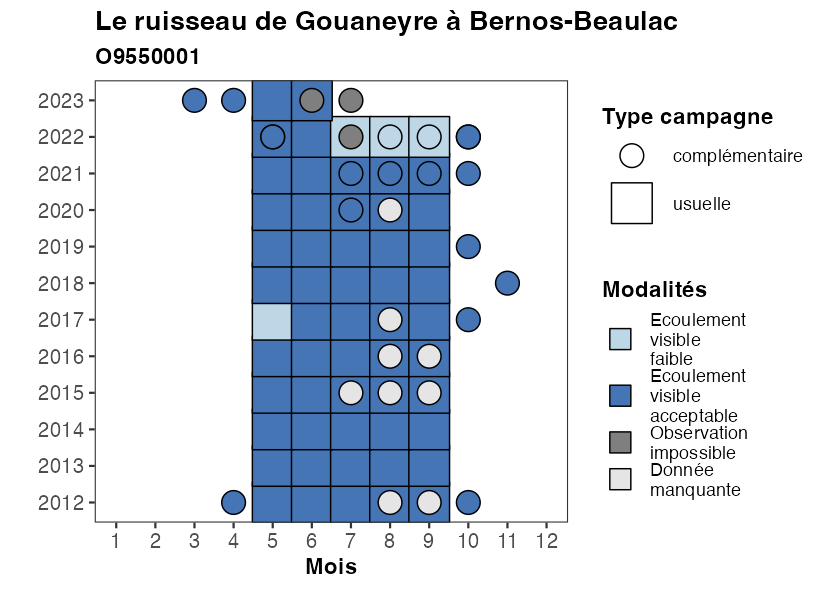 Le ruisseau de Gouaneyre à Bernos-Beaulac
O9550001
2023
2022
2021
2020
2019
2018
2017
2016
2015
2014
2013
2012
1 2 3 4 5 6 7 8 9 10 11 12
Mois
Type campagne
complémentaire
usuelle
Modalités
Ecoulement
visible
faible
Ecoulement
visible
acceptable
Observation
impossible
Donnée
manquante